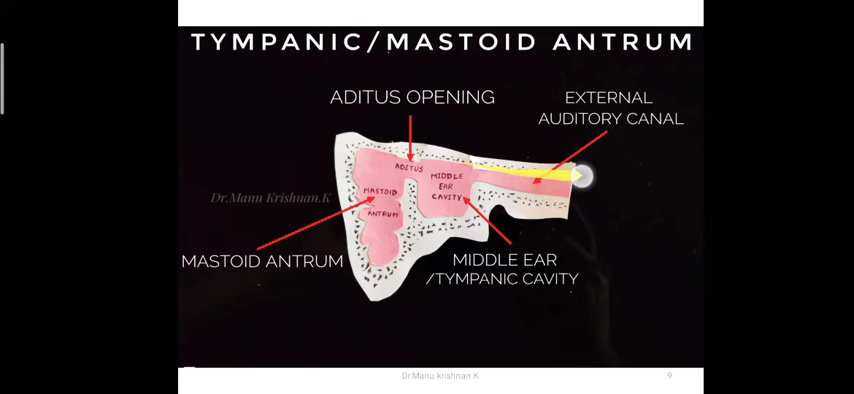 TYMPANIC/MASTOID ANTRUM
ADITUS OPENING
EXTERNAL
AUDITORY CANAL
ADITUS
MIDDLE
EAR
CAVITY
MASTOID
ANTRUM
Dr.Manu Krishnan.K
MASTOID ANTRUM
MIDDLE EAR
/TYMPANIC CAVITY
Dr.Manu krishnan.K
9